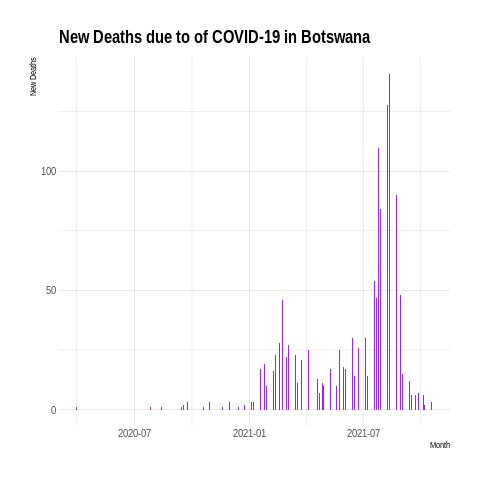 New Deaths due to of COVID-19 in Botswana
New Deaths
100
50
0
2020-07
2021-01
2021-07
Month